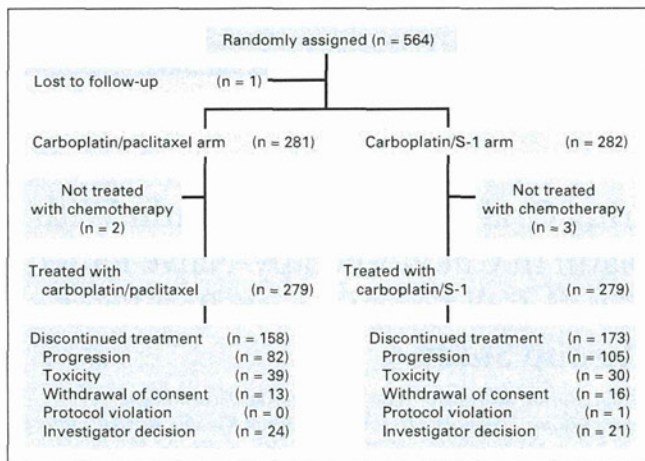 Randomly assigned (n = 564)
Lost to follow-up (n = 1)
Carboplatin/paclitaxel arm (n = 281)
Carboplatin/S-1 arm (n = 282)
Not treated
with chemotherapy
(n = 2)
Not treated
with chemotherapy
(n = 3)
Treated with
carboplatin/paclitaxel (n = 279)
Treated with
carboplatin/S-1 (n = 279)
Discontinued treatment (n = 158)
Progression (n = 82)
Toxicity (n = 39)
Withdrawal of consent (n = 13)
Protocol violation (n = 0)
Investigator decision (n = 24)
Discontinued treatment (n = 173)
Progression (n = 105)
Toxicity (n = 30)
Withdrawal of consent (n = 16)
Protocol violation (n = 1)
Investigator decision (n = 21)